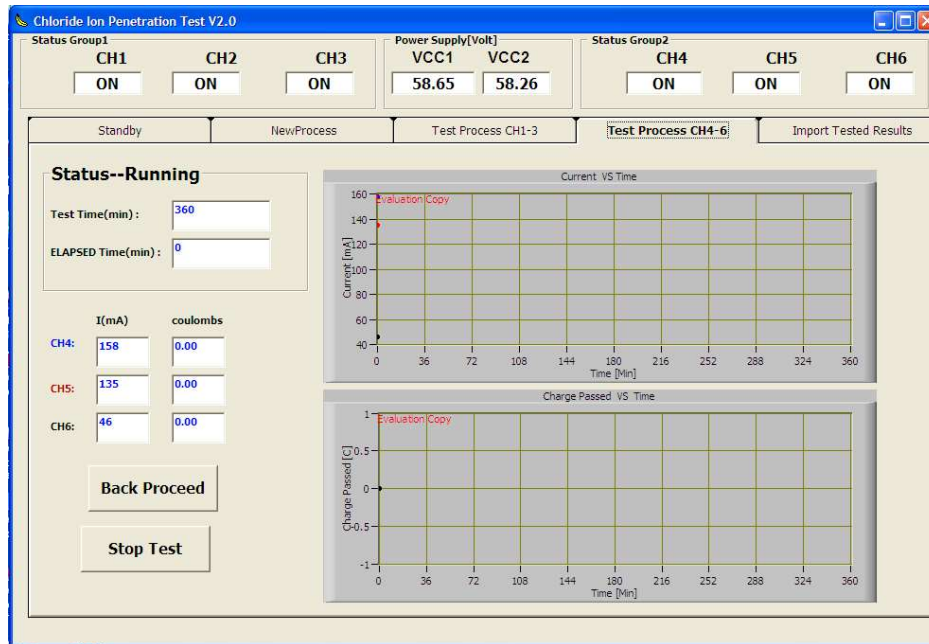 Chloride Ion Penetration Test V2.0
Status Group1
CH1 CH2 CH3
ON ON ON
Power Supply[Volt]
VCC1 VCC2
58.65 58.26
Status Group2
CH4 CH5 CH6
ON ON ON
Standby NewProcess Test Process CH1-3 Test Process CH4-6 Import Tested Results
Status--Running
Test Time(min) : 360
ELAPSED Time(min) : 0
I(mA) coulombs
CH4: 158 0.00
CH5: 135 0.00
CH6: 46 0.00
Back Proceed
Stop Test
Current VS Time
Evaluation Copy
Current [mA]
160
140
120
100
80
60
40
0 36 72 108 144 180 216 252 288 324 360
Time [Min]
Charge Passed VS Time
Evaluation Copy
Charge Passed [C]
1
0.5
0
-0.5
-1
0 36 72 108 144 180 216 252 288 324 360
Time [Min]